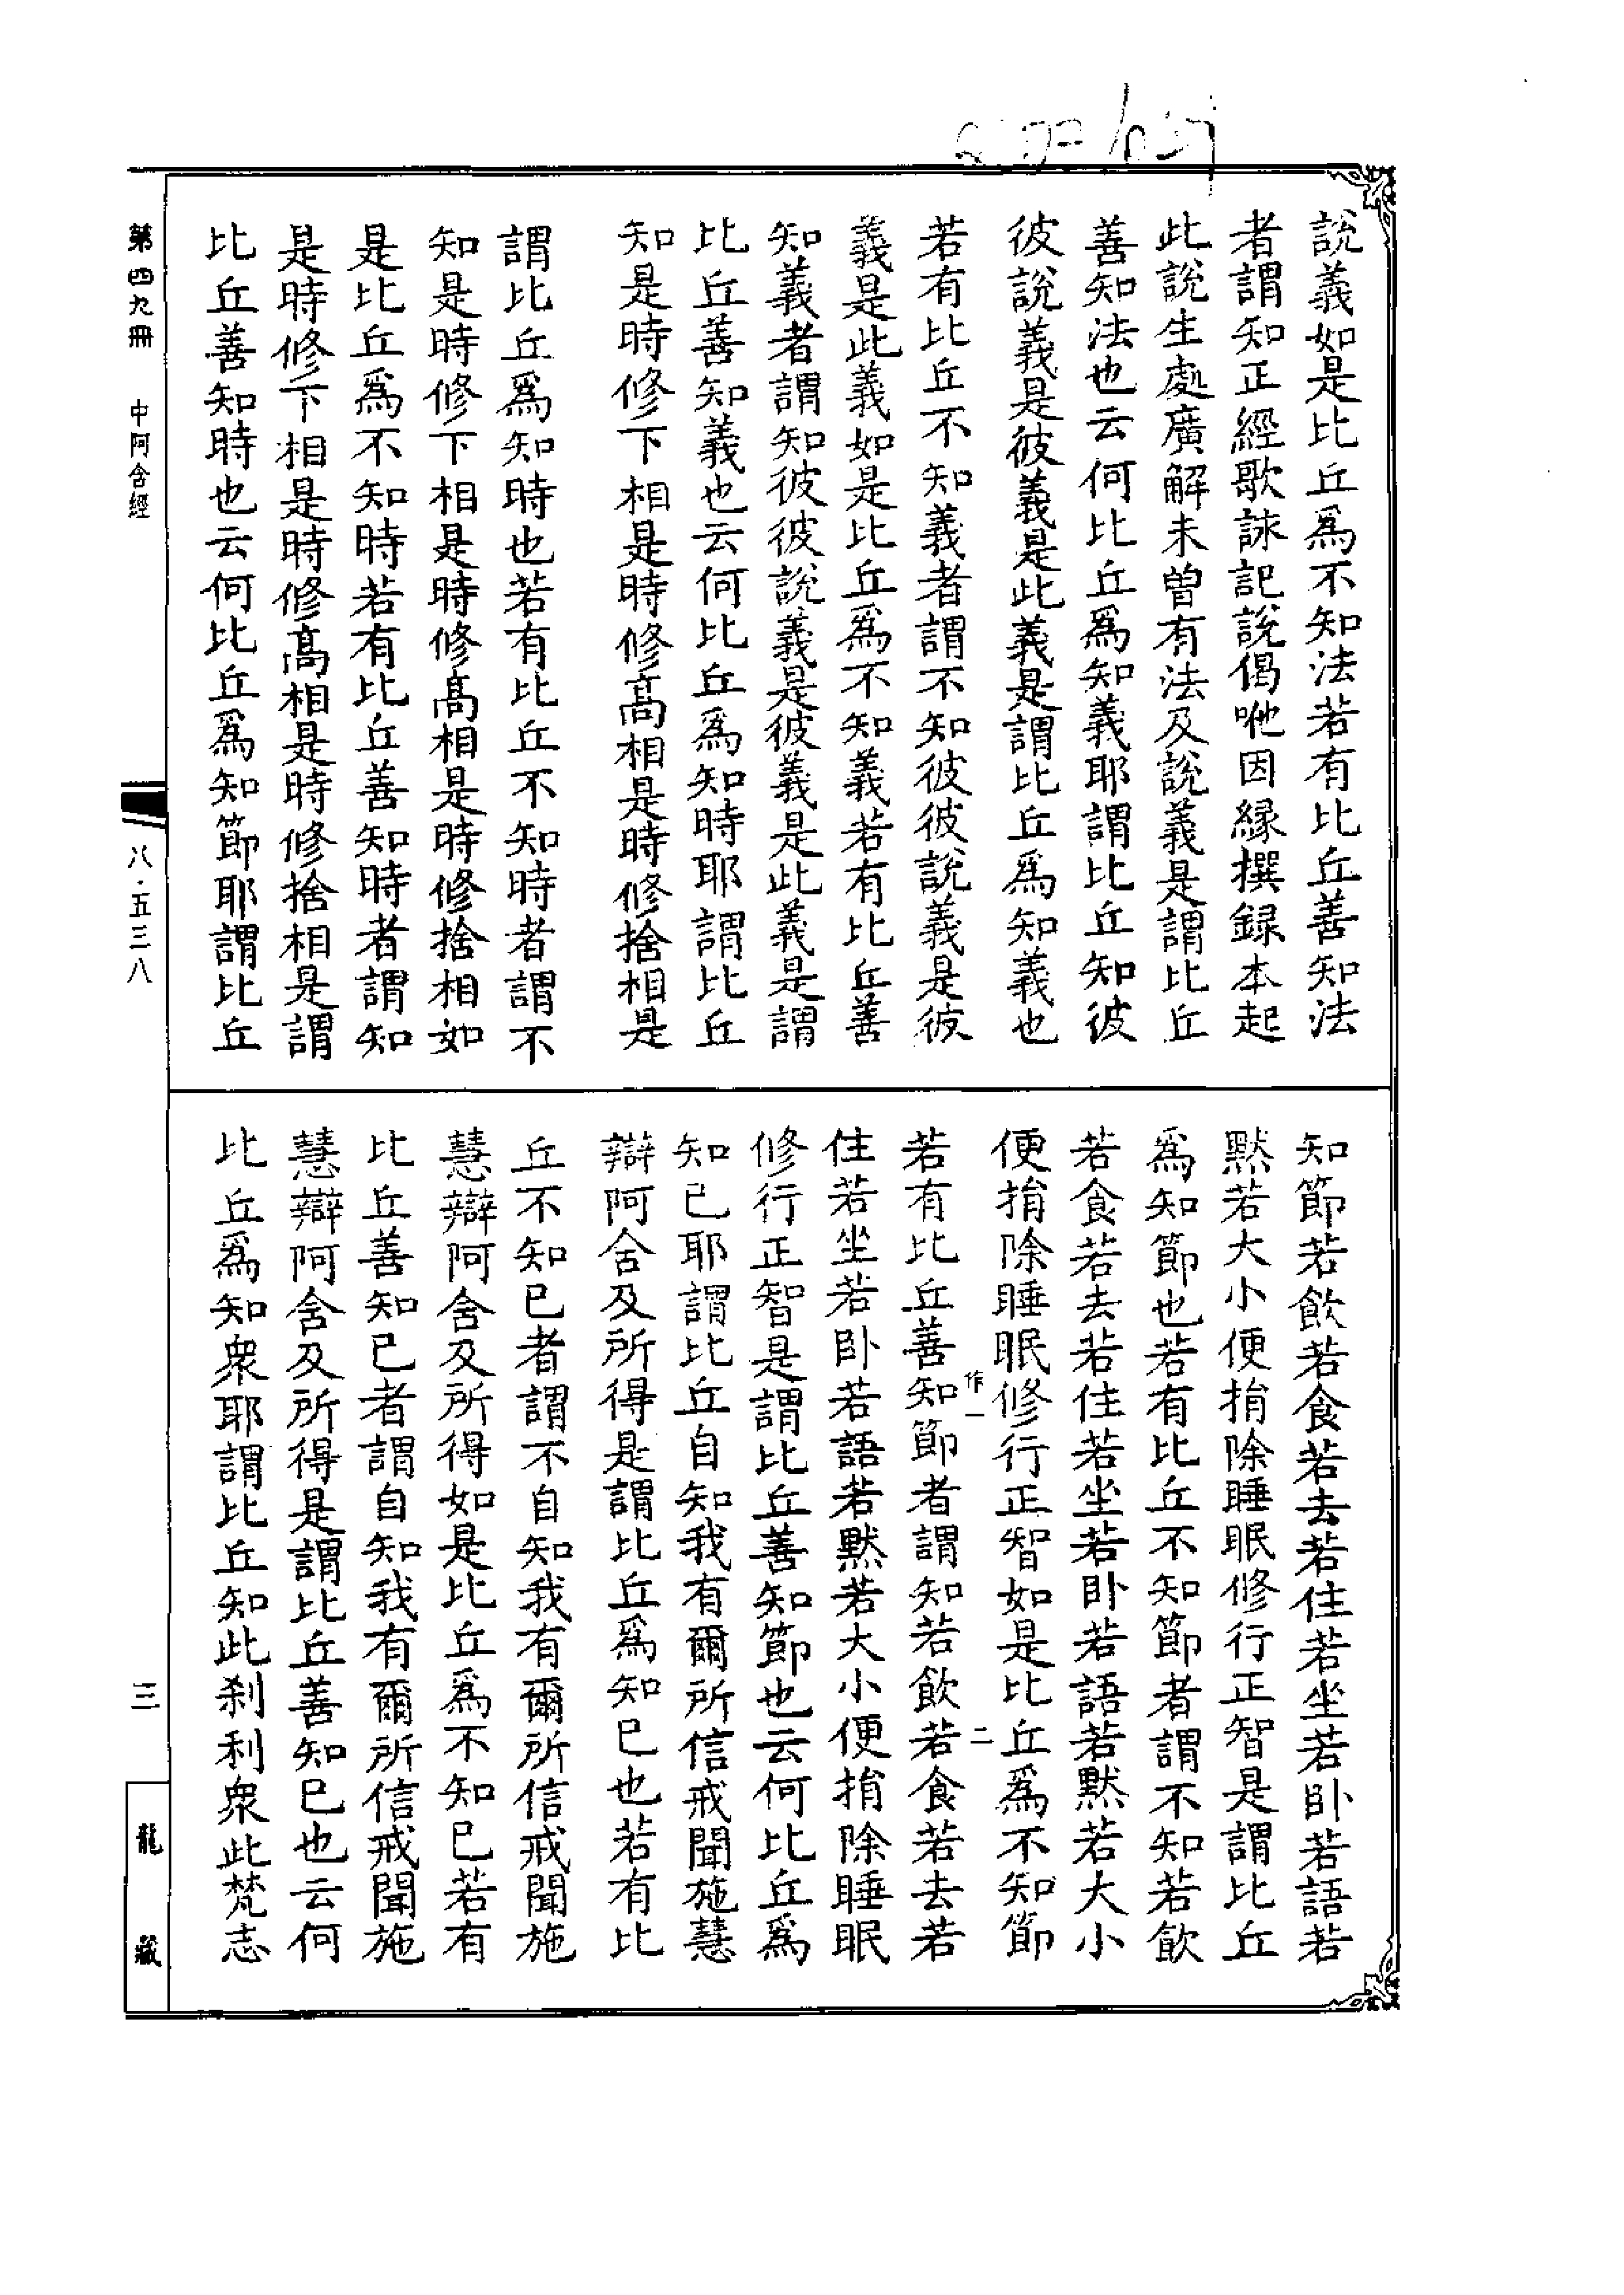 說義如是比丘爲不知法若有比丘善知法
者謂知正經歌詠記說偈咃因緣撰録本起
此說生處廣解未曾有法及說義是謂比丘
善知法也云何比丘爲知義耶謂比丘知彼
彼說義是彼義是此義是謂比丘爲知義也
若有比丘不知義者謂不知彼彼說義是彼
義是此義如是比丘爲不知義若有比丘善
知義者謂知彼彼說義是彼義是此義是謂
比丘善知義也云何比丘爲知時耶謂比丘
知是時修下相是時修高相是時修捨相是
謂比丘爲知時也若有比丘不知時者謂不
知是時修下相是時修高相是時修捨相如
是比丘爲不知時若有比丘善知時者謂知
是時修下相是時修高相是時修捨相是謂
比丘善知時也云何比丘爲知節耶謂比丘
知節若飲若食若去若住若坐若卧若語若
默若大小便捐除睡眠修行正智是謂比丘
爲知節也若有比丘不知節者謂不知若飲
若食若去若住若坐若卧若語若默若大小
便捐除睡眠修行正智如是比丘爲不知節
作一 二
若有比丘善知節者謂知若飲若食若去若
住若坐若卧若語若默若大小便捐除睡眠
修行正智是謂比丘善知節也云何比丘爲
知已耶謂比丘自知我有爾所信戒聞施慧
辯阿含及所得是謂比丘爲知已也若有比
丘不知已者謂不自知我有爾所信戒聞施
慧辯阿含及所得如是比丘爲不知已若有
比丘善知已者謂自知我有爾所信戒聞施
慧辯阿含及所得是謂比丘善知已也云何
比丘爲知衆耶謂比丘知此刹利衆此梵志
第四九冊 中阿含經
八·五三八
三
龍藏